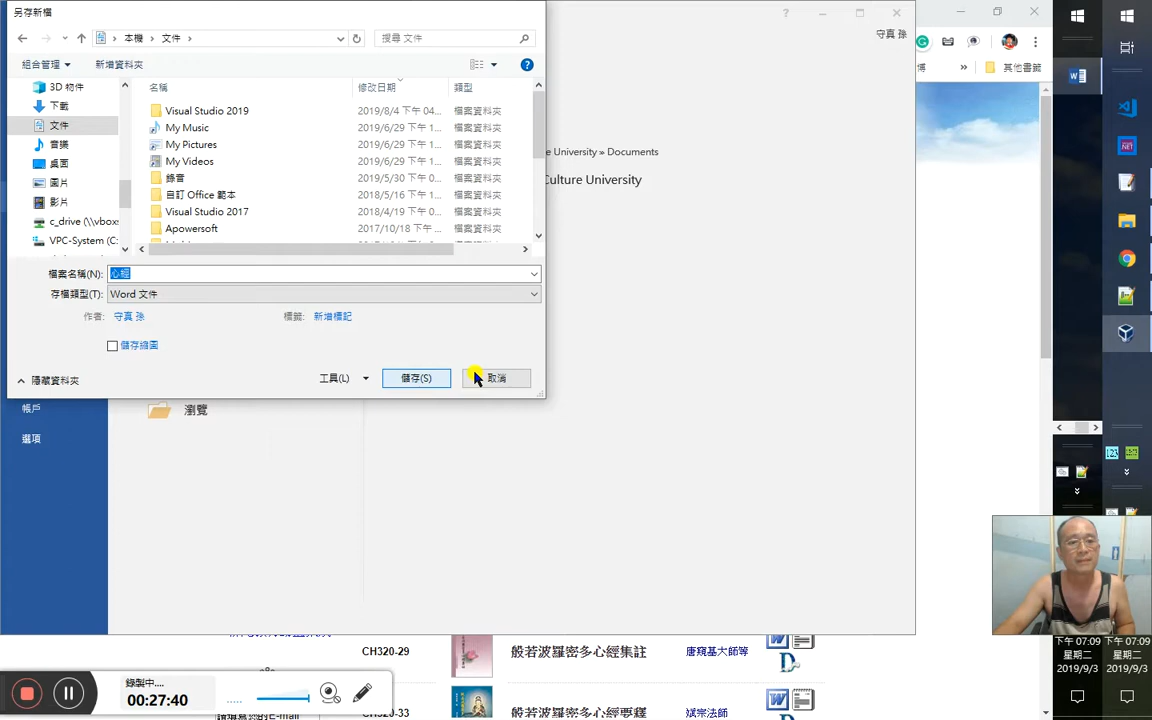 另存新檔
守真 孫
本機 › 文件 ›
搜尋 文件
博
»
其他書籤
組合管理
新增資料夾
名稱
修改日期
類型
3D 物件
下載
文件
音樂
桌面
圖片
影片
c_drive (\\vbox
VPC-System (C:
Visual Studio 2019
2019/8/4 下午 04...
檔案資料夾
My Music
2019/6/29 下午 1...
檔案資料夾
My Pictures
2019/6/29 下午 1...
檔案資料夾
My Videos
2019/6/29 下午 1...
檔案資料夾
錄音
2019/5/30 下午 0...
檔案資料夾
自訂 Office 範本
2018/5/16 下午 1...
檔案資料夾
Visual Studio 2017
2018/4/19 下午 0...
檔案資料夾
Apowersoft
2017/10/18 下午 ...
檔案資料夾
e University » Documents
Culture University
檔案名稱(N):
心經
存檔類型(T):
Word 文件
作者:
守真 孫
標籤:
新增標記
儲存縮圖
隱藏資料夾
工具(L)
儲存(S)
取消
帳戶
瀏覽
選項
CH320-29
般若波羅密多心經集註
唐窺基大師等
CH320-33
般若波羅密多心經要釋
斌宗法師
請填寫您的E-mail
錄製中....
00:27:40
下午 07:09
星期二
2019/9/3
下午 07:09
星期二
2019/9/3